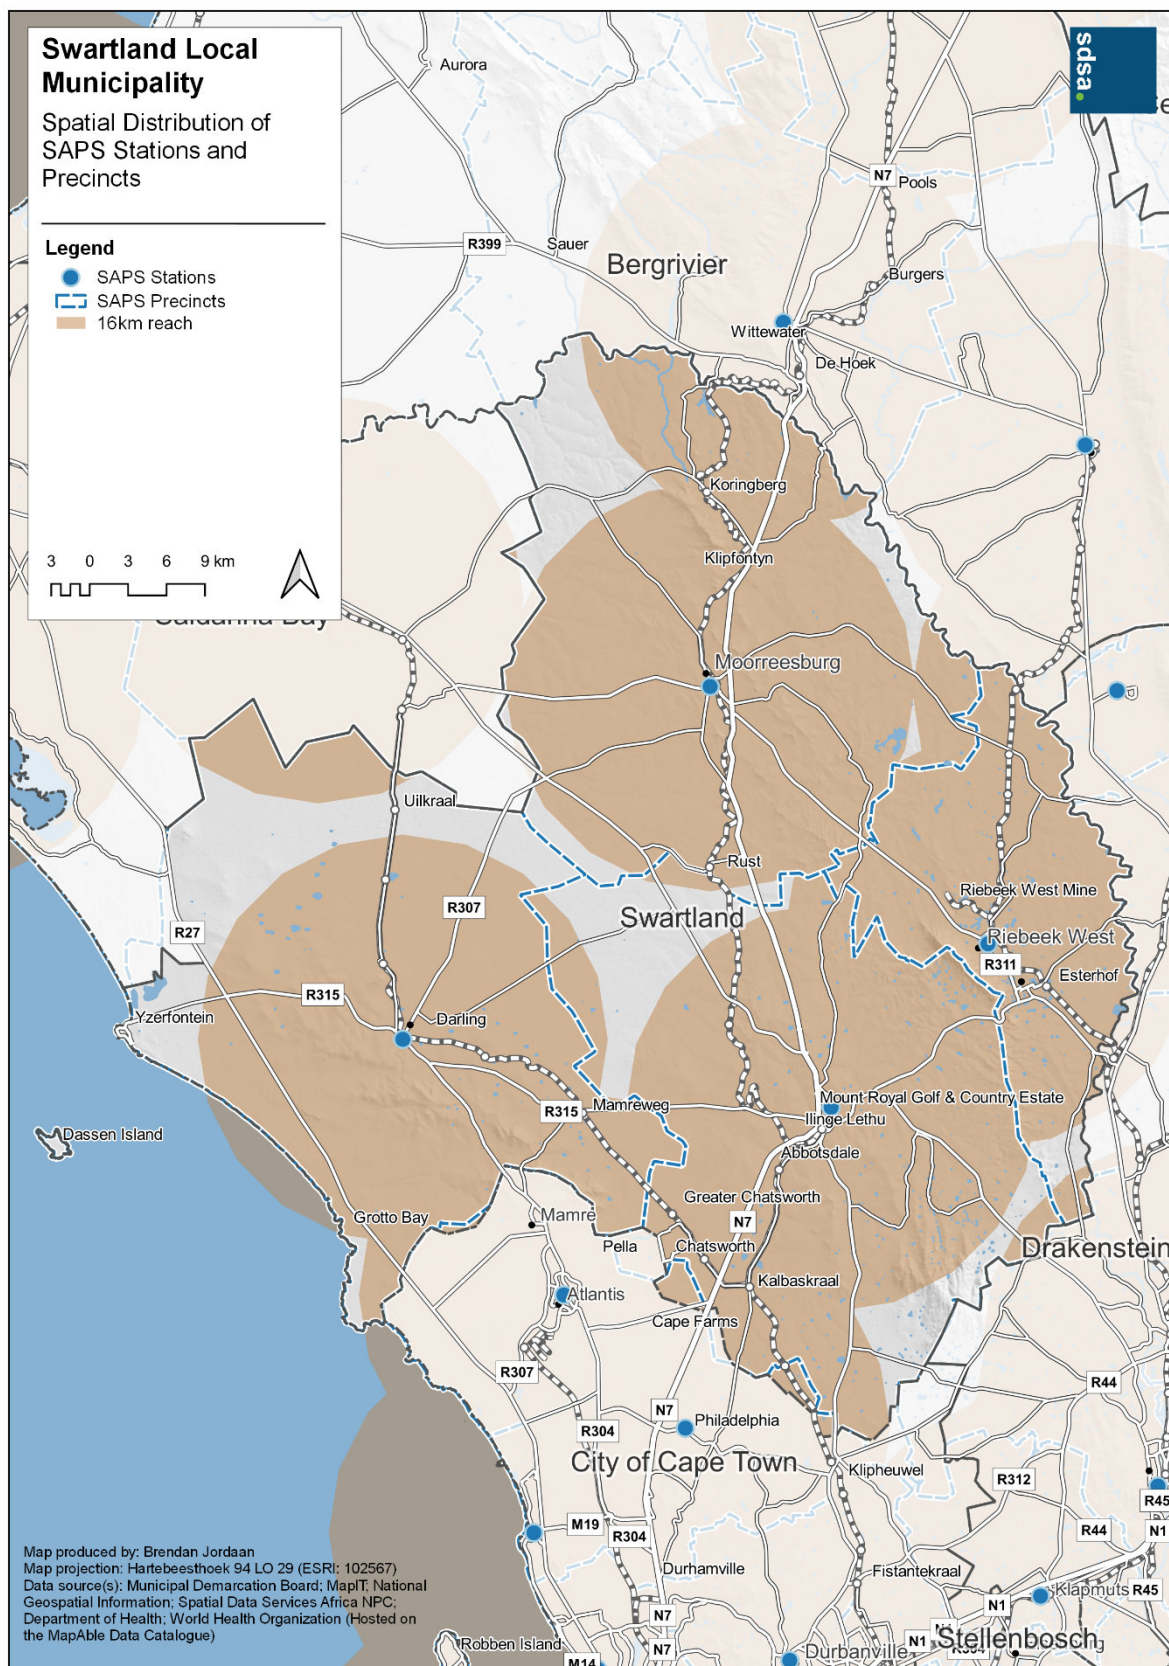 Swartland Local
Municipality
Spatial Distribution of
SAPS Stations and
Precincts
Legend
SAPS Stations
SAPS Precincts
16km reach
3 0 3 6 9 km
sdsa
Aurora
N7
Pools
R399
Sauer
Bergrivier
Burgers
Wittewater
De Hoek
Koringberg
Klipfontyn
Moorreesburg
Uilkraal
Rust
R307
Swartland
Riebeek West Mine
R27
Riebeek West
R311
Esterhof
R315
Yzerfontein
Darling
Mount Royal Golf & Country Estate
R315
Mamreweg
Ilinge Lethu
Dassen Island
Abbotsdale
Greater Chatsworth
Grotto Bay
Mamre
N7
Pella
Chatsworth
Drakenstein
Kalbaskraal
Atlantis
Cape Farms
R307
R44
N7
Philadelphia
R304
City of Cape Town
Klipheuwel
R312
R45
M19
R304
R44
N1
Durhamville
Fistantekraal
Klapmuts
R45
N1
N7
Robben Island
N7
N1
Stellenbosch
Durbanville
M14
Map produced by: Brendan Jordaan
Map projection: Hartebeesthoek 94 LO 29 (ESRI: 102567)
Data source(s): Municipal Demarcation Board; MapIT; National
Geospatial Information; Spatial Data Services Africa NPC;
Department of Health; World Health Organization (Hosted on
the MapAble Data Catalogue)